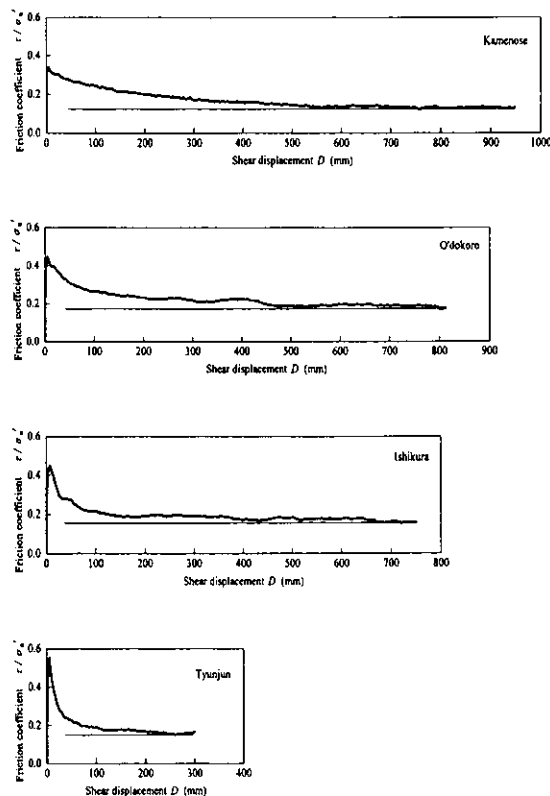 0.6
Kamenose
0.4
0.2
0.0
Friction coefficient τ / σn'
0 100 200 300 400 500 600 700 800 900 1000
Shear displacement D (mm)
0.6
O'dokoro
0.4
0.2
0.0
Friction coefficient τ / σn'
0 100 200 300 400 500 600 700 800 900
Shear displacement D (mm)
0.6
Ishikura
0.4
0.2
0.0
Friction coefficient τ / σn'
0 100 200 300 400 500 600 700 800
Shear displacement D (mm)
0.6
Tyunjun
0.4
0.2
0.0
Friction coefficient τ / σn'
0 100 200 300 400
Shear displacement D (mm)